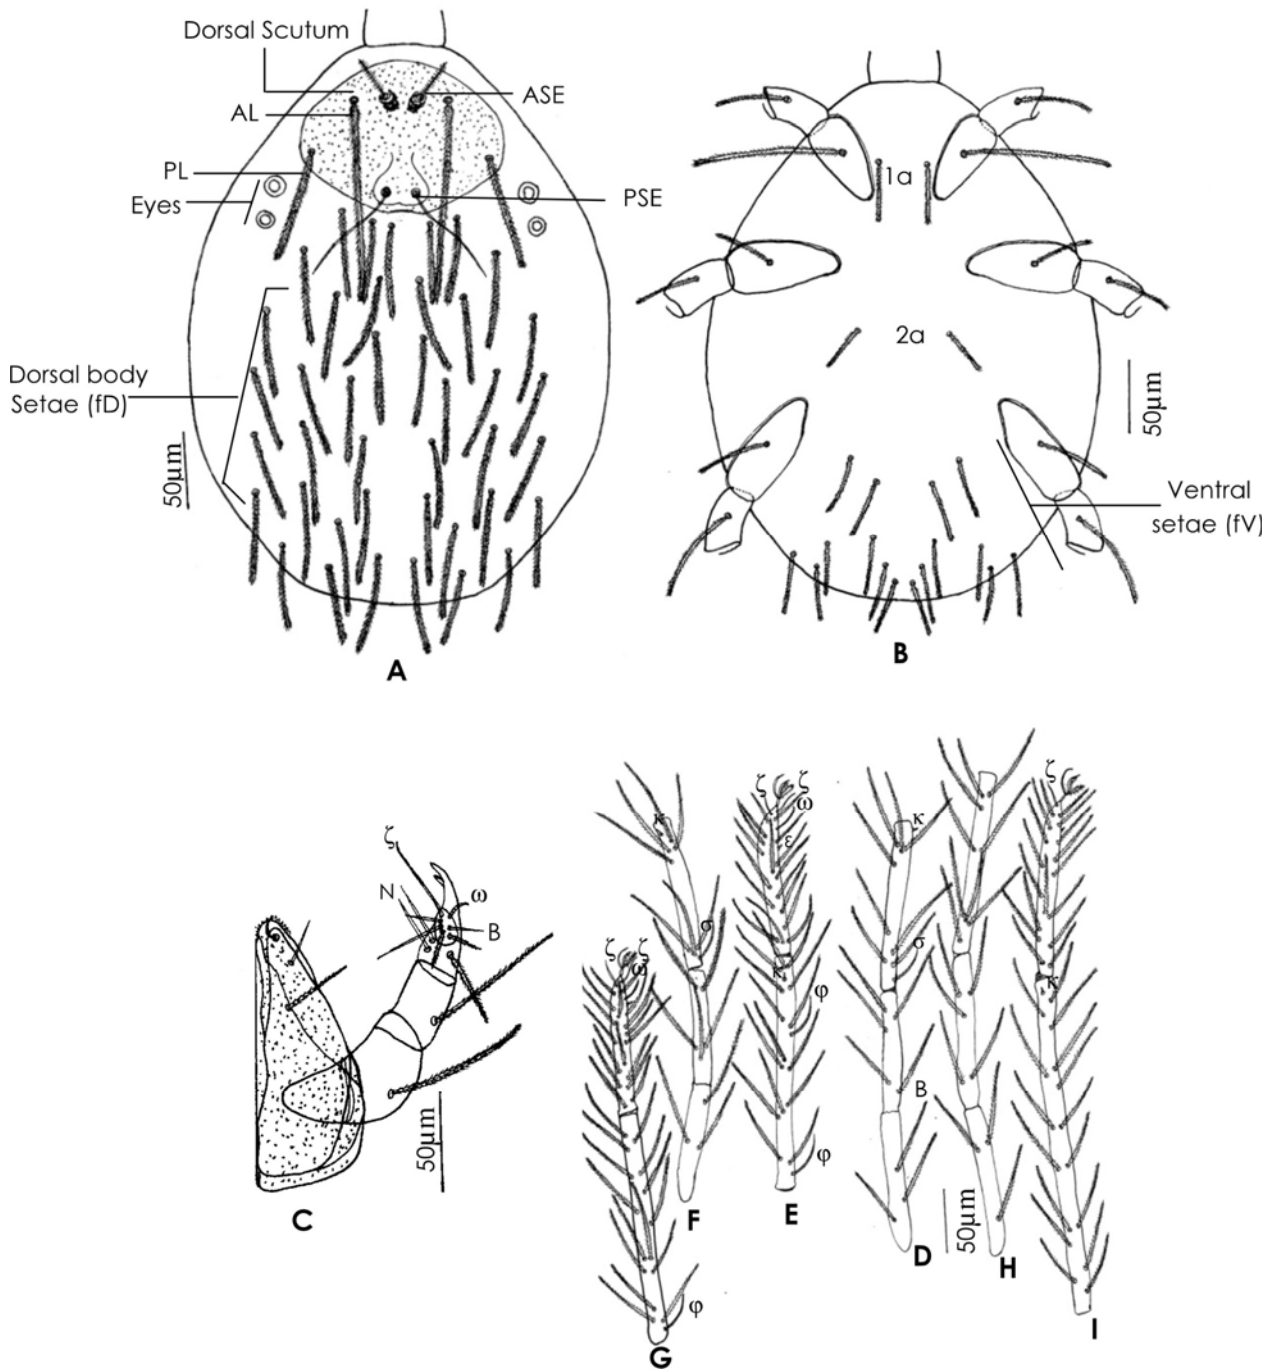 Dorsal Scutum
ASE
AL
PL
PSE
Eyes
Dorsal body
Setae (fD)
50µm
A
1a
2a
50µm
Ventral
setae (fV)
B
ζ
N
ω
B
50µm
C
ζ ζ
ω
φ
G
κ
σ
F
ζ ζ
ω
ε
κ
φ
φ
E
κ
σ
B
D
50µm
H
ζ
κ
I